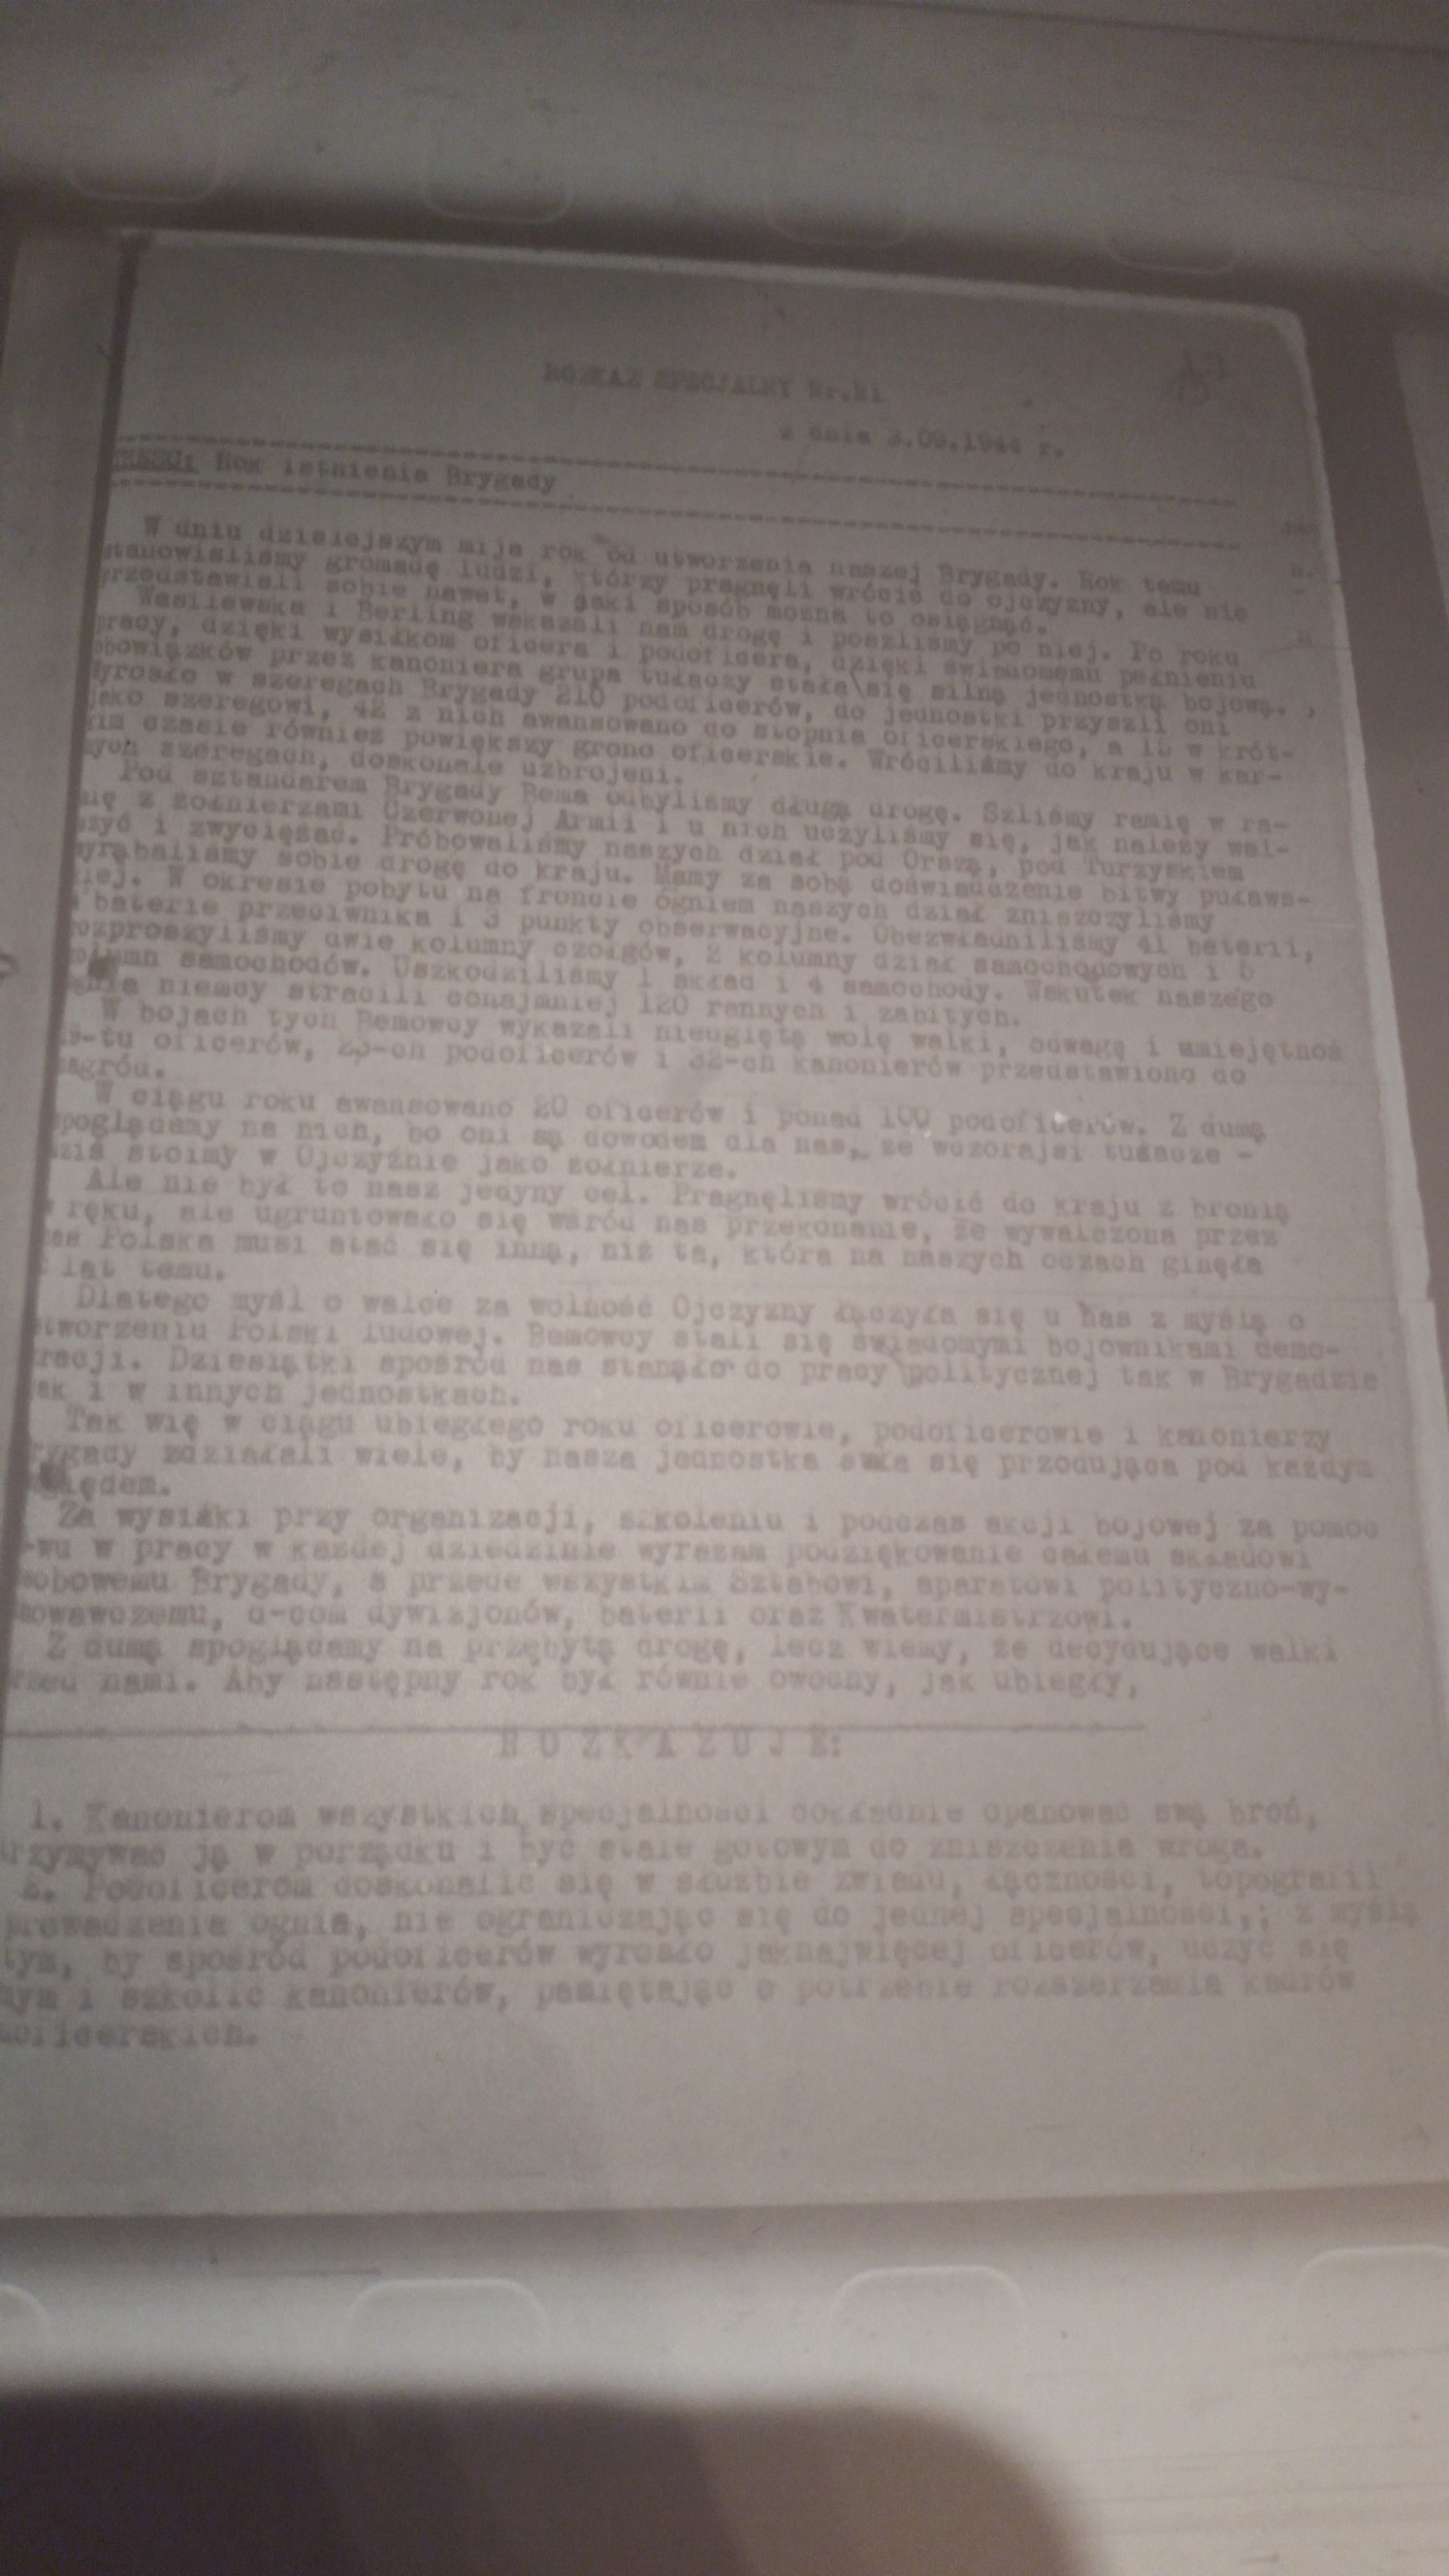 ROZKAZ SPECJALNY Nr.21
z dnia 3.09.1944 r.
TREŚĆ: Rok istnienia Brygady
W dniu dzisiejszym mija rok od utworzenia naszej Brygady. Rok temu
stanowiliśmy gromadę ludzi, którzy pragnęli wrócić do ojczyzny, ale nie
przedstawiali sobie nawet, w jaki sposób można to osiągnąć.
Wasilewska i Berling wskazali nam drogę i poszliśmy po niej. Po roku
pracy, dzięki wysiłkom oficera i podoficera, dzięki świadomemu pełnieniu
obowiązków przez kanoniera grupa tułaczy stała się silną jednostką bojową.
Wyrosło w szeregach Brygady 210 podoficerów, do jednostki przyszli oni
jako szeregowi, 42 z nich awansowano do stopnia oficerskiego, a 15 w krót-
kim czasie również powiększy grono oficerskie. Wróciliśmy do kraju w kar-
nych szeregach, doskonale uzbrojeni.
Pod sztandarem Brygady Bema odbyliśmy długą drogę. Szliśmy ramię w ra-
mię z żołnierzami Czerwonej Armii i u nich uczyliśmy się, jak należy wal-
czyć i zwyciężać. Próbowaliśmy naszych dział pod Orszą, pod Turzyskiem
wyrąbaliśmy sobie drogę do kraju. Mamy za sobą doświadczenie bitwy puławs-
kiej. W okresie pobytu na froncie ogniem naszych dział zniszczyliśmy
baterie przeciwnika i 3 punkty obserwacyjne. Obezwładniliśmy 41 baterii,
rozproszyliśmy dwie kolumny czołgów, 2 kolumny dział samochodowych i 5
kolumn samochodów. Uszkodziliśmy 1 skład i 4 samochody. Wskutek naszego
ognia niemcy stracili conajmniej 120 rannych i zabitych.
W bojach tych Bemowcy wykazali nieugiętą wolę walki, odwagę i umiejętnoś
-tu oficerów, 23-ch podoficerów i 32-ch kanonierów przedstawiono do
nagród.
W ciągu roku awansowano 20 oficerów i ponad 100 podoficerów. Z dumą
spoglądamy na nich, bo oni są dowodem dla nas, że wczorajsi tułacze -
dziś stoimy w Ojczyźnie jako żołnierze.
Ale nie był to nasz jedyny cel. Pragnęliśmy wrócić do kraju z bronią
w ręku, ale ugruntowało się wśród nas przekonanie, że wywalczona przez
nas Polska musi stać się inną, niż ta, która na naszych oczach ginęła
lat temu.
Dlatego myśl o walce za wolność Ojczyzny łączyła się u nas z myślą o
stworzeniu Polski ludowej. Bemowcy stali się świadomymi bojownikami demo-
kracji. Dziesiątki spośród nas stanęło do pracy politycznej tak w Brygadzie
jak i w innych jednostkach.
Tak wię w ciągu ubiegłego roku oficerowie, podoficerowie i kanonierzy
Brygady zdziałali wiele, by nasza jednostka stała się przodująca pod każdym
względem.
Za wysiłki przy organizacji, szkoleniu i podczas akcji bojowej za pomoc
-wu w pracy w każdej dziedzinie wyrażam podziękowanie całemu składowi
osobowemu Brygady, a przede wszystkim Sztabowi, aparatowi polityczno-wy-
chowawczemu, d-com dywizjonów, baterii oraz Kwatermistrzowi.
Z dumą spoglądamy na przebytą drogę, lecz wiemy, że decydujące walki
przed nami. Aby następny rok był równie owocny, jak ubiegły,
R O Z K A Z U J E:
1. Kanonierom wszystkich specjalności dokładnie opanować swą broń,
utrzymywać ją w porządku i być stale gotowym do zniszczenia wroga.
2. Podoficerom doskonalić się w służbie zwiadu, łączności, topografii
prowadzenia ognia, nie ograniczając się do jednej specjalności,; z myślą
tym, by spośród podoficerów wyrosło jaknajwięcej oficerów, uczyć się
i szkolić kanonierów, pamiętając o potrzebie rozszerzenia kadrów
podoficerskich.